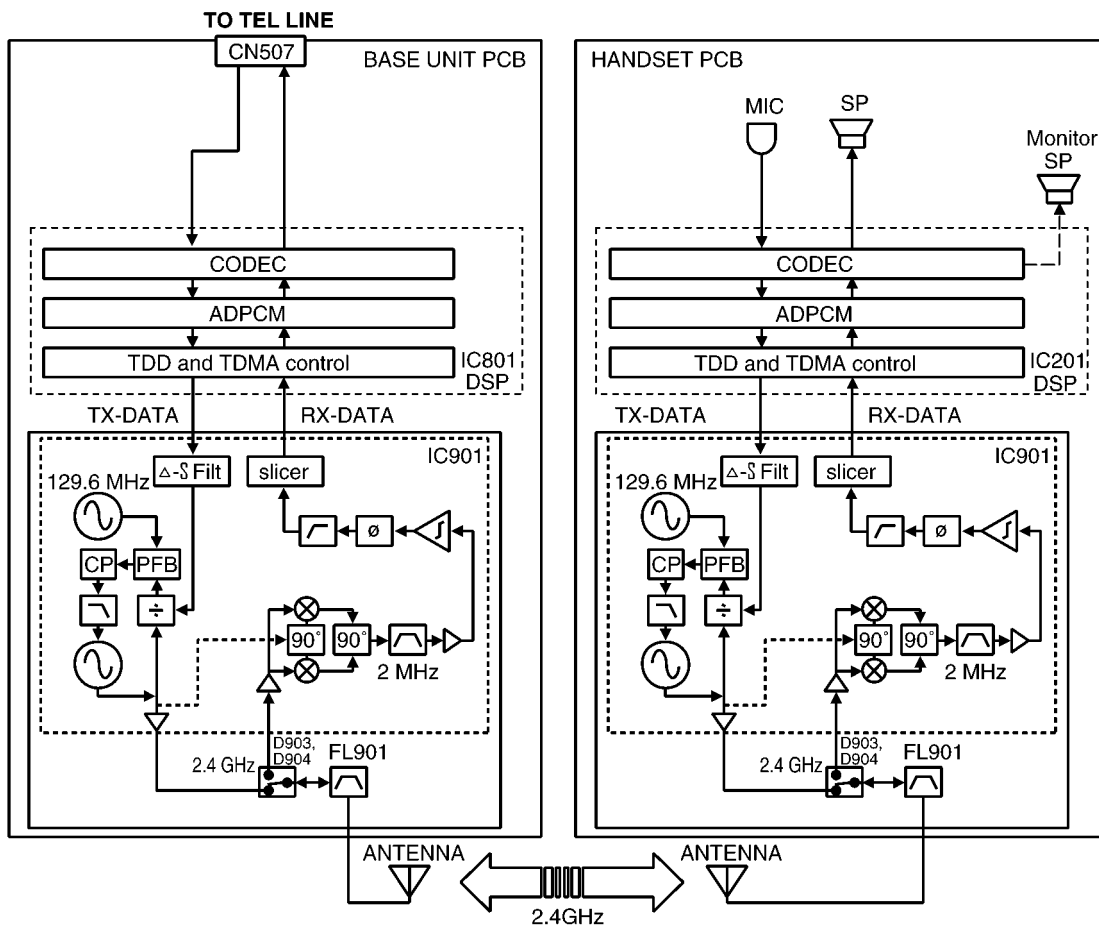 TO TEL LINE
CN507
BASE UNIT PCB
CODEC
ADPCM
TDD and TDMA control
IC801
DSP
TX-DATA
RX-DATA
IC901
△-S Filt
slicer
129.6 MHz
CP
PFB
ø
÷
90°
90°
2 MHz
D903,
D904
2.4 GHz
FL901
ANTENNA
HANDSET PCB
MIC
SP
Monitor
SP
CODEC
ADPCM
TDD and TDMA control
IC201
DSP
TX-DATA
RX-DATA
IC901
△-S Filt
slicer
129.6 MHz
CP
PFB
ø
÷
90°
90°
2 MHz
D903,
D904
2.4 GHz
FL901
ANTENNA
2.4GHz